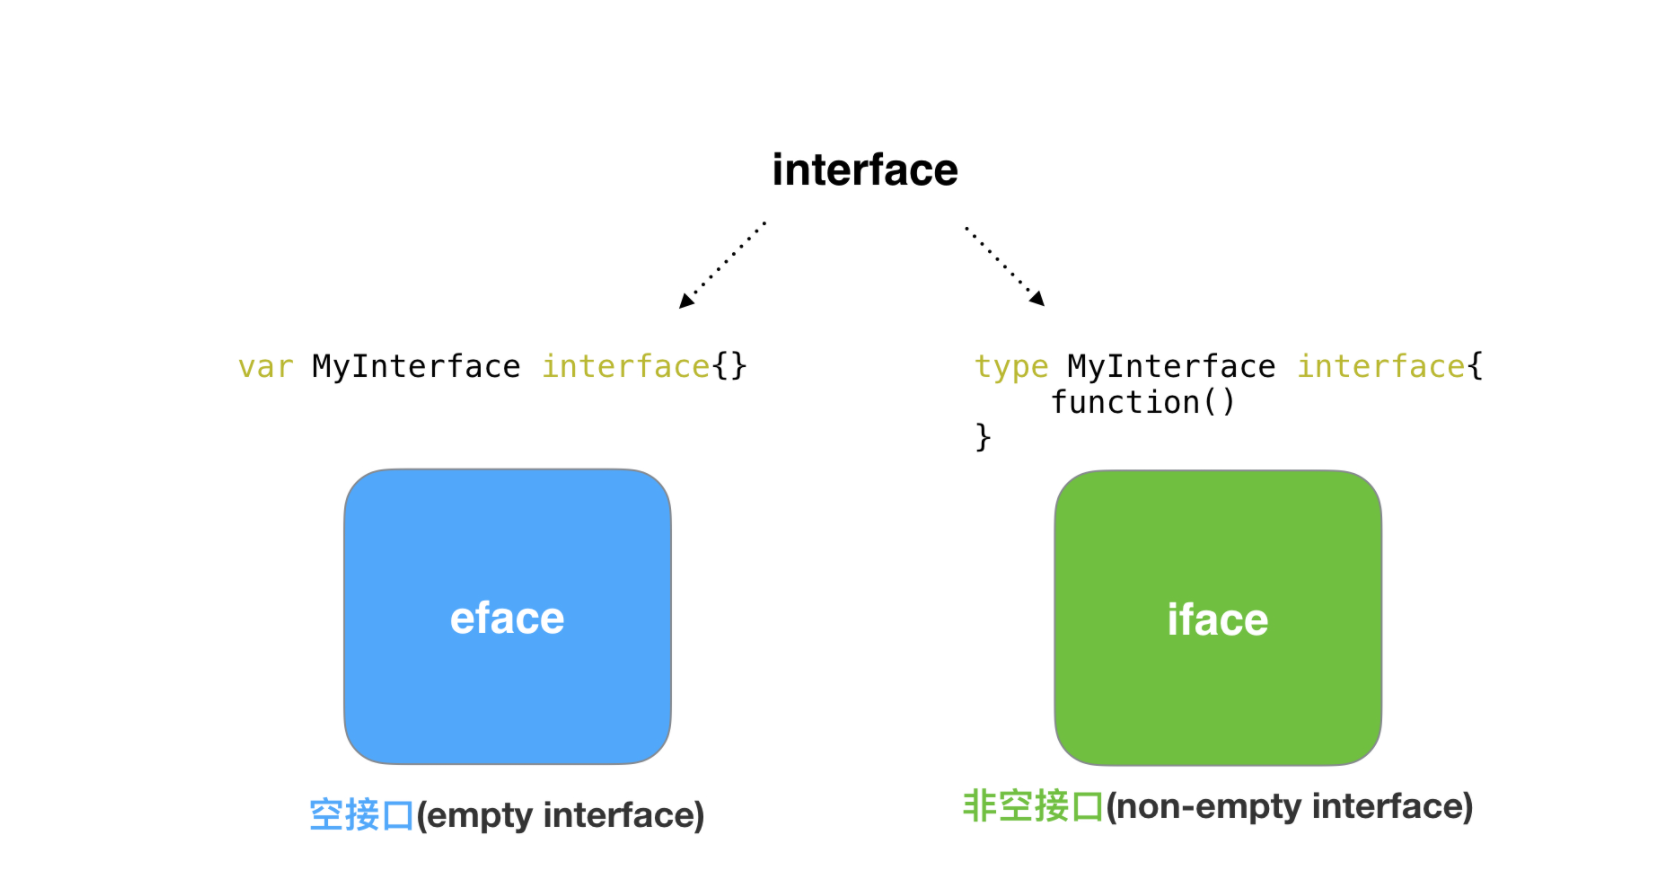 interface
var MyInterface interface{}
type MyInterface interface{
    function()
}
eface
iface
空接口(empty interface)
非空接口(non-empty interface)